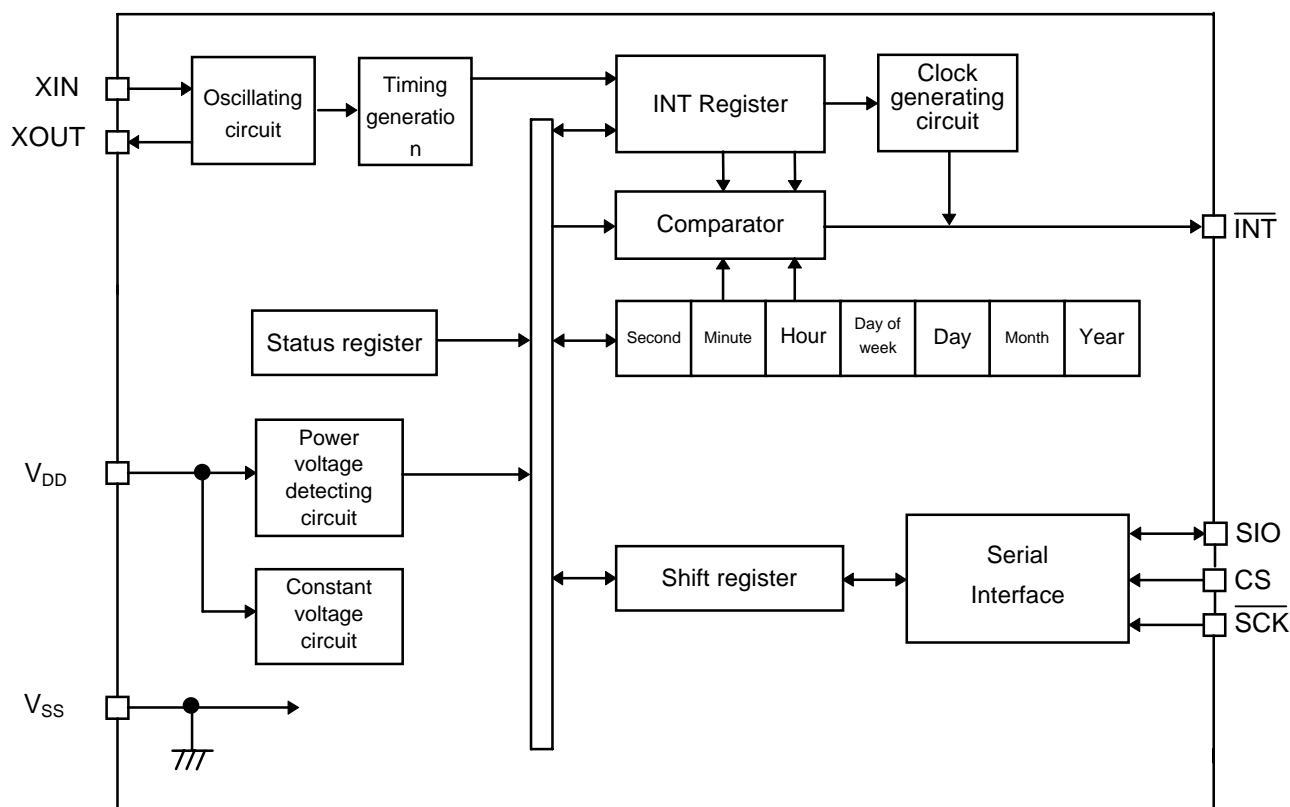 XIN
XOUT
Oscillating
circuit
Timing
generatio
n
INT Register
Clock
generating
circuit
Comparator
INT
Status register
Second
Minute
Hour
Day of
week
Day
Month
Year
VDD
Power
voltage
detecting
circuit
Constant
voltage
circuit
Shift register
Serial
Interface
SIO
CS
SCK
VSS